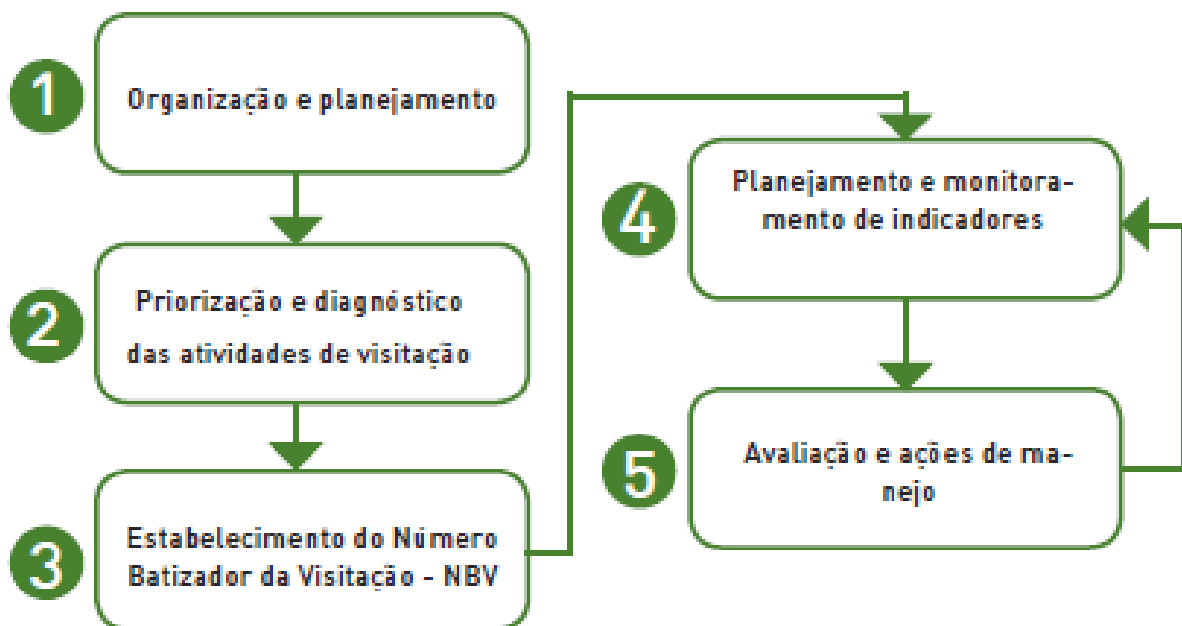 1
Organização e planejamento
2
Priorização e diagnóstico
das atividades de visitação
3
Estabelecimento do Número
Batizador da Visitação - NBV
4
Planejamento e monitora-
mento de indicadores
5
Avaliação e ações de ma-
nejo